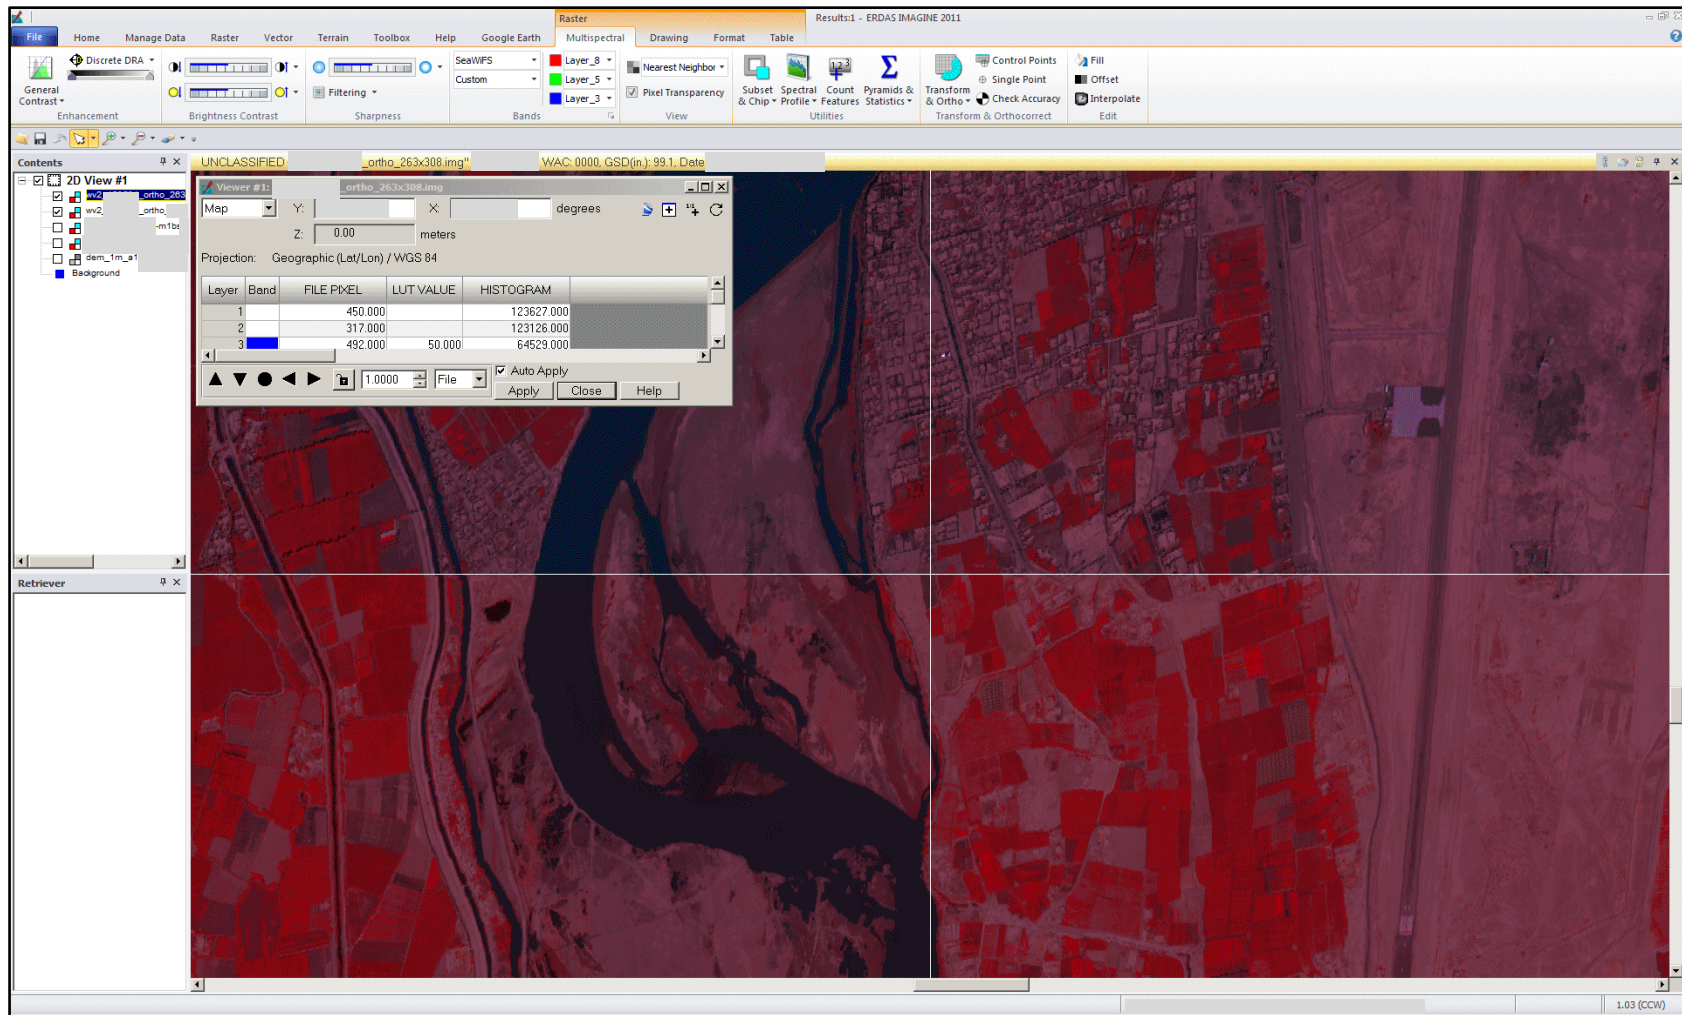 Raster
Results:1 - ERDAS IMAGINE 2011
File Home Manage Data Raster Vector Terrain Toolbox Help Google Earth Multispectral Drawing Format Table
General Contrast
Discrete DRA
Enhancement
Brightness Contrast
Filtering
Sharpness
SeaWiFS
Custom
Layer_8
Layer_5
Layer_3
Bands
Nearest Neighbor
Pixel Transparency
View
Subset & Chip
Spectral Profile
Count Features
Pyramids & Statistics
Utilities
Transform & Ortho
Control Points
Single Point
Check Accuracy
Transform & Orthocorrect
Fill
Offset
Interpolate
Edit
Contents
2D View #1
wv2_ _ortho_263
wv2_ _ortho_
-m1bs
dem_1m_a1
Background
Retriever
UNCLASSIFIED _ortho_263x308.img" WAC: 0000, GSD(in.): 99.1, Date
Viewer #1: _ortho_263x308.img
Map Y: X: degrees
Z: 0.00 meters
Projection: Geographic (Lat/Lon) / WGS 84
Layer Band FILE PIXEL LUT VALUE HISTOGRAM
1 450.000 123627.000
2 317.000 123126.000
3 492.000 50.000 64529.000
1.0000 File Auto Apply
Apply Close Help
1.03 (CCW)